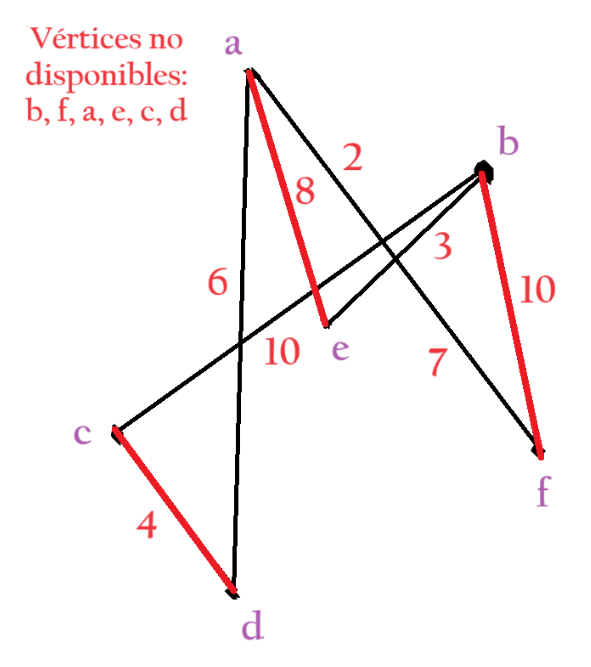 Vértices no
disponibles:
b, f, a, e, c, d
a
b
2
8
3
6
10
10
e
7
c
f
4
d